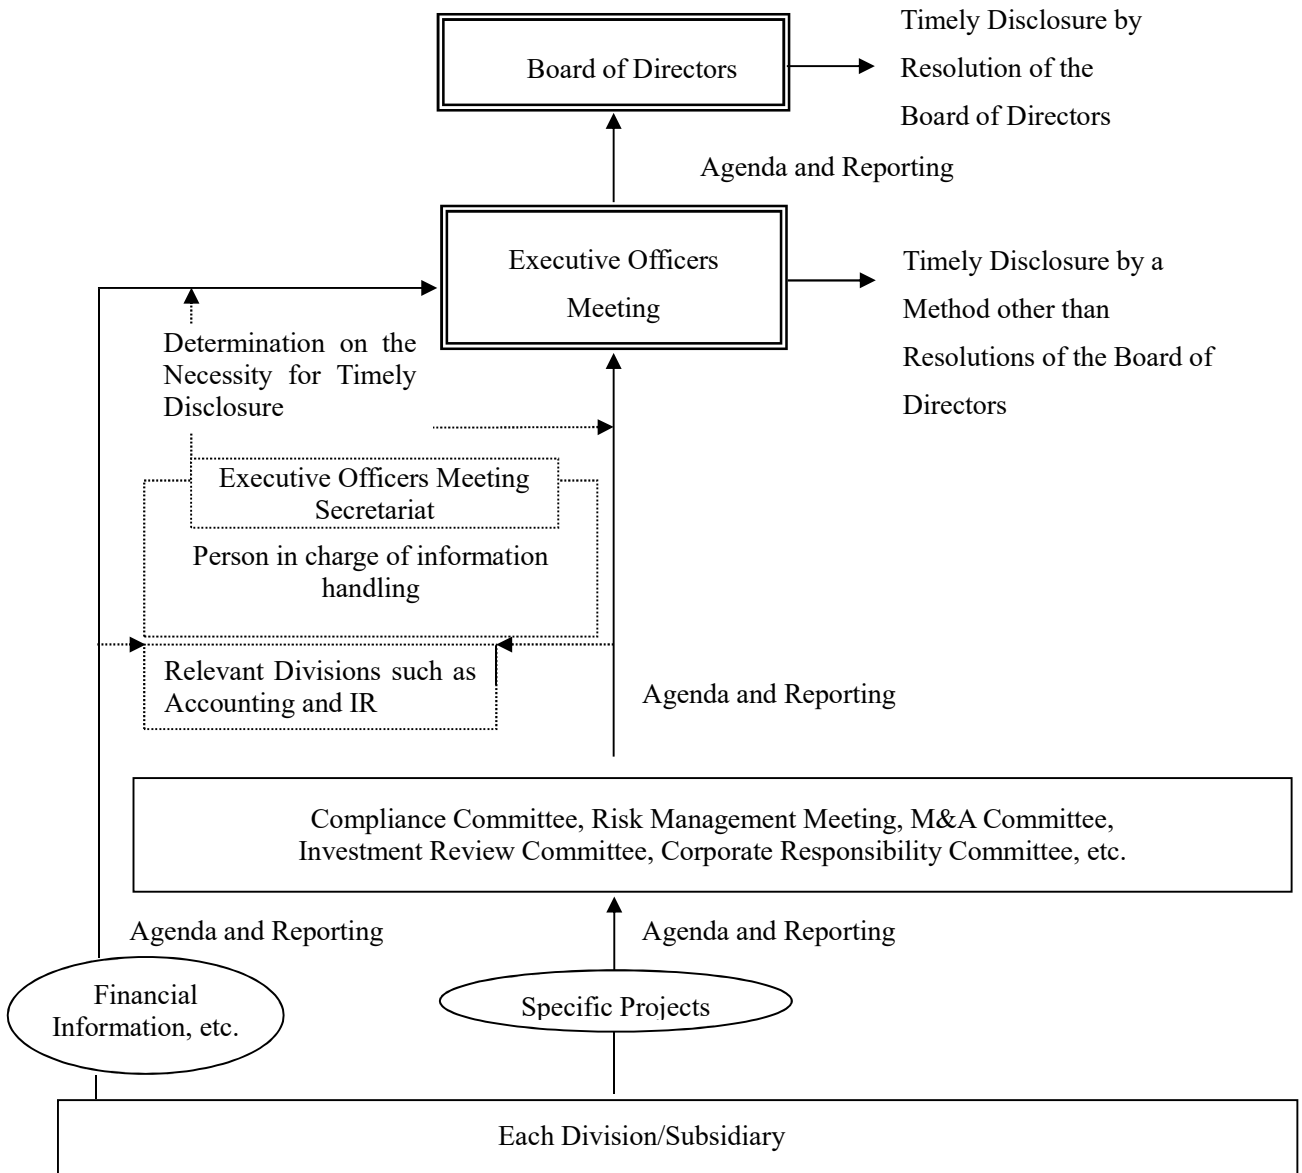 Board of Directors
Timely Disclosure by
Resolution of the
Board of Directors
Agenda and Reporting
Executive Officers
Meeting
Timely Disclosure by a
Method other than
Resolutions of the Board of
Directors
Determination on the
Necessity for Timely
Disclosure
Executive Officers Meeting
Secretariat
Person in charge of information
handling
Relevant Divisions such as
Accounting and IR
Agenda and Reporting
Compliance Committee, Risk Management Meeting, M&A Committee,
Investment Review Committee, Corporate Responsibility Committee, etc.
Agenda and Reporting
Agenda and Reporting
Financial
Information, etc.
Specific Projects
Each Division/Subsidiary